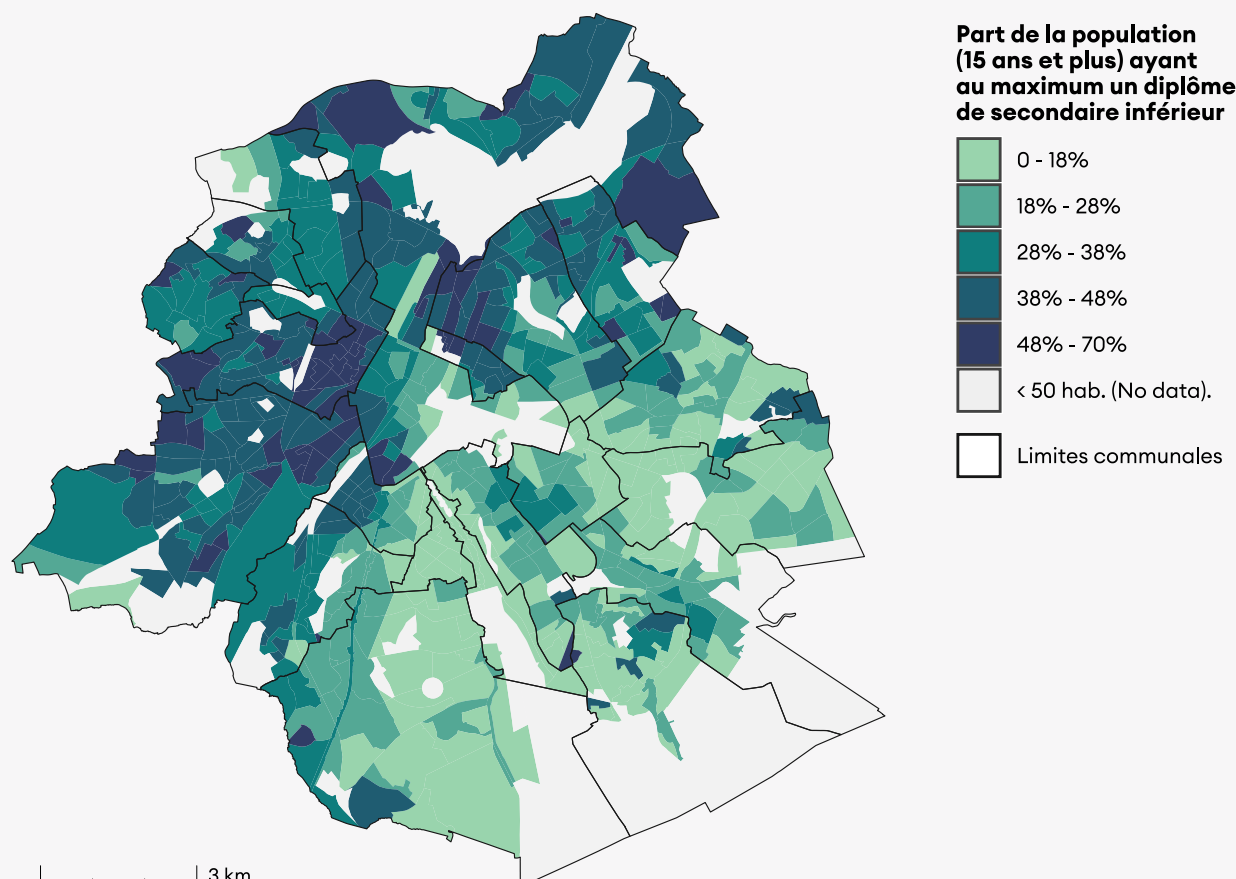 Part de la population
(15 ans et plus) ayant
au maximum un diplôme
de secondaire inférieur
0 - 18%
18% - 28%
28% - 38%
38% - 48%
48% - 70%
< 50 hab. (No data).
Limites communales
3 km